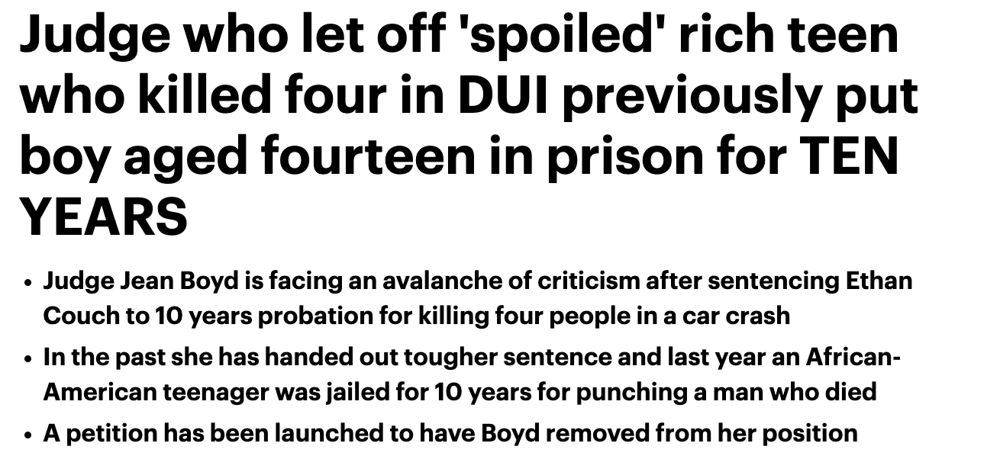 Judge who let off 'spoiled' rich teen
who killed four in DUI previously put
boy aged fourteen in prison for TEN
YEARS
• Judge Jean Boyd is facing an avalanche of criticism after sentencing Ethan
Couch to 10 years probation for killing four people in a car crash
• In the past she has handed out tougher sentence and last year an African-
American teenager was jailed for 10 years for punching a man who died
• A petition has been launched to have Boyd removed from her position